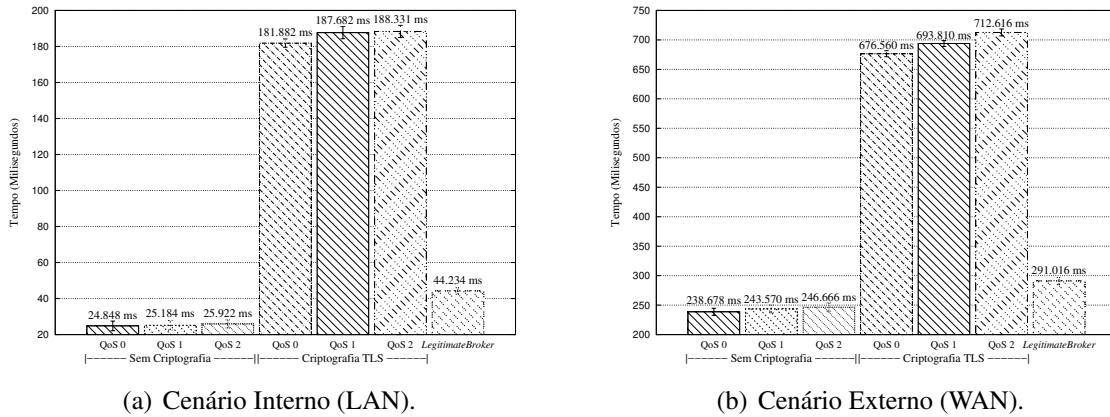 200
180
160
140
120
100
80
60
40
20
Tempo (Milisegundos)
24.848 ms
25.184 ms
25.922 ms
181.882 ms
187.682 ms
188.331 ms
44.234 ms
QoS 0 QoS 1 QoS 2 QoS 0 QoS 1 QoS 2 LegitimateBroker
|------ Sem Criptografia ------||------ Criptografia TLS ------|
(a) Cenário Interno (LAN).
750
700
650
600
550
500
450
400
350
300
250
200
Tempo (Milisegundos)
238.678 ms
243.570 ms
246.666 ms
676.560 ms
693.810 ms
712.616 ms
291.016 ms
QoS 0 QoS 1 QoS 2 QoS 0 QoS 1 QoS 2 LegitimateBroker
|------ Sem Criptografia ------||------ Criptografia TLS ------|
(b) Cenário Externo (WAN).